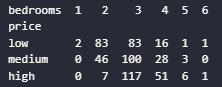 bedrooms 1 2 3 4 5 6
price
low 2 83 83 16 1 1
medium 0 46 100 28 3 0
high 0 7 117 51 6 1